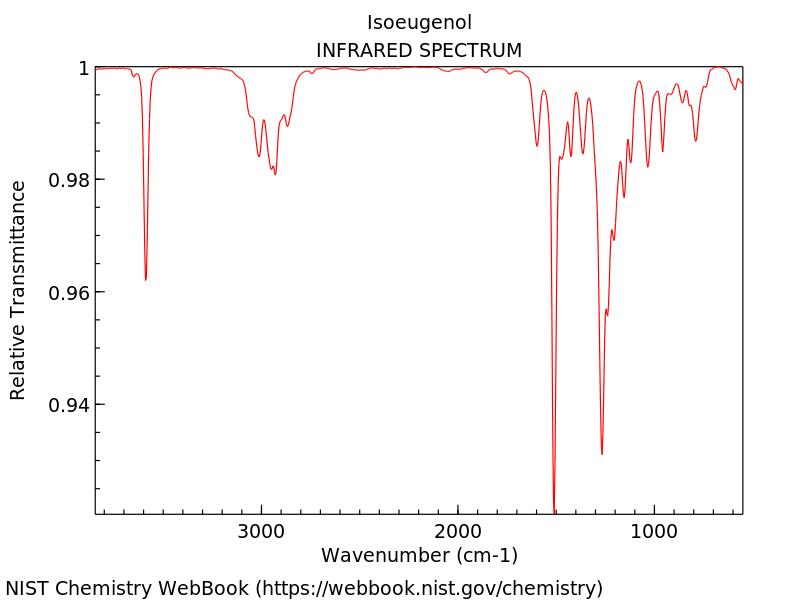 Isoeugenol
INFRARED SPECTRUM
1
0.98
0.96
0.94
Relative Transmittance
3000
2000
1000
Wavenumber (cm-1)
NIST Chemistry WebBook (https://webbook.nist.gov/chemistry)